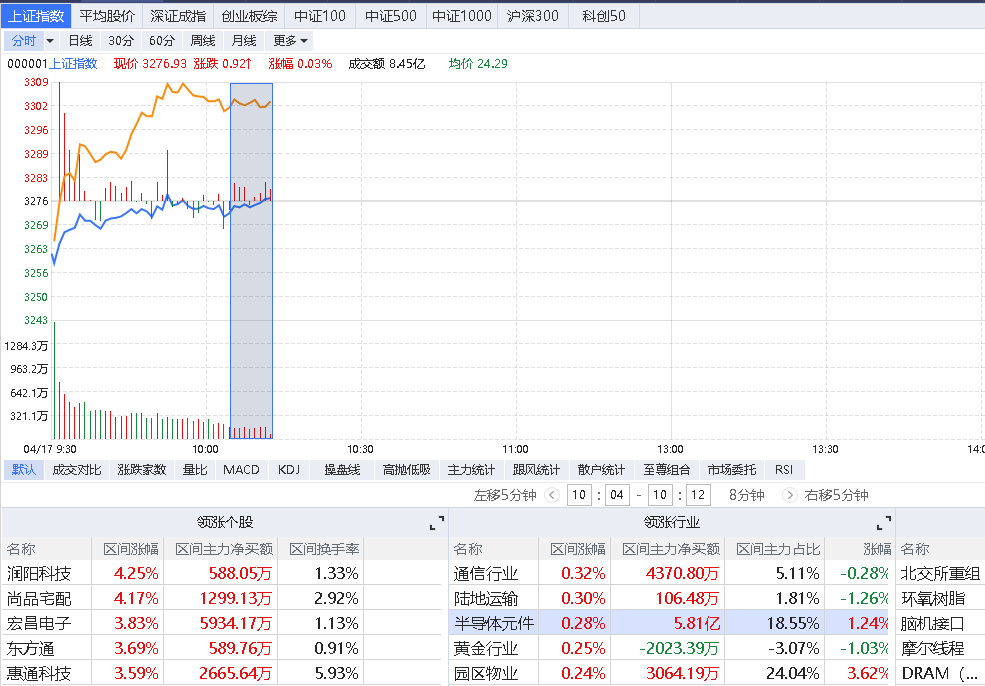 上证指数 平均股价 深证成指 创业板综 中证100 中证500 中证1000 沪深300 科创50
分时 日线 30分 60分 周线 月线 更多
000001上证指数 现价 3276.93 涨跌 0.92↑ 涨幅 0.03% 成交额 8.45亿 均价 24.29
3309
3302
3296
3289
3283
3276
3269
3263
3256
3250
3243
1284.3万
963.2万
642.1万
321.1万
04/17 9:30 10:00 10:30 11:00 13:00 13:30 14:0
默认 成交对比 涨跌家数 量比 MACD KDJ 操盘线 高抛低吸 主力统计 跟风统计 散户统计 至尊组合 市场委托 RSI
左移5分钟 10 : 04 - 10 : 12 8分钟 右移5分钟
领涨个股 领涨行业
名称 区间涨幅 区间主力净买额 区间换手率 名称 区间涨幅 区间主力净买额 区间主力占比 涨幅 名称
润阳科技 4.25% 588.05万 1.33% 通信行业 0.32% 4370.80万 5.11% -0.28% 北交所重组
尚品宅配 4.17% 1299.13万 2.92% 陆地运输 0.30% 106.48万 1.81% -1.26% 环氧树脂
宏昌电子 3.83% 5934.17万 1.13% 半导体元件 0.28% 5.81亿 18.55% 1.24% 脑机接口
东方通 3.69% 589.76万 0.91% 黄金行业 0.25% -2023.39万 -3.07% -1.03% 摩尔线程
惠通科技 3.59% 2665.64万 5.93% 园区物业 0.24% 3064.19万 24.04% 3.62% DRAM（...